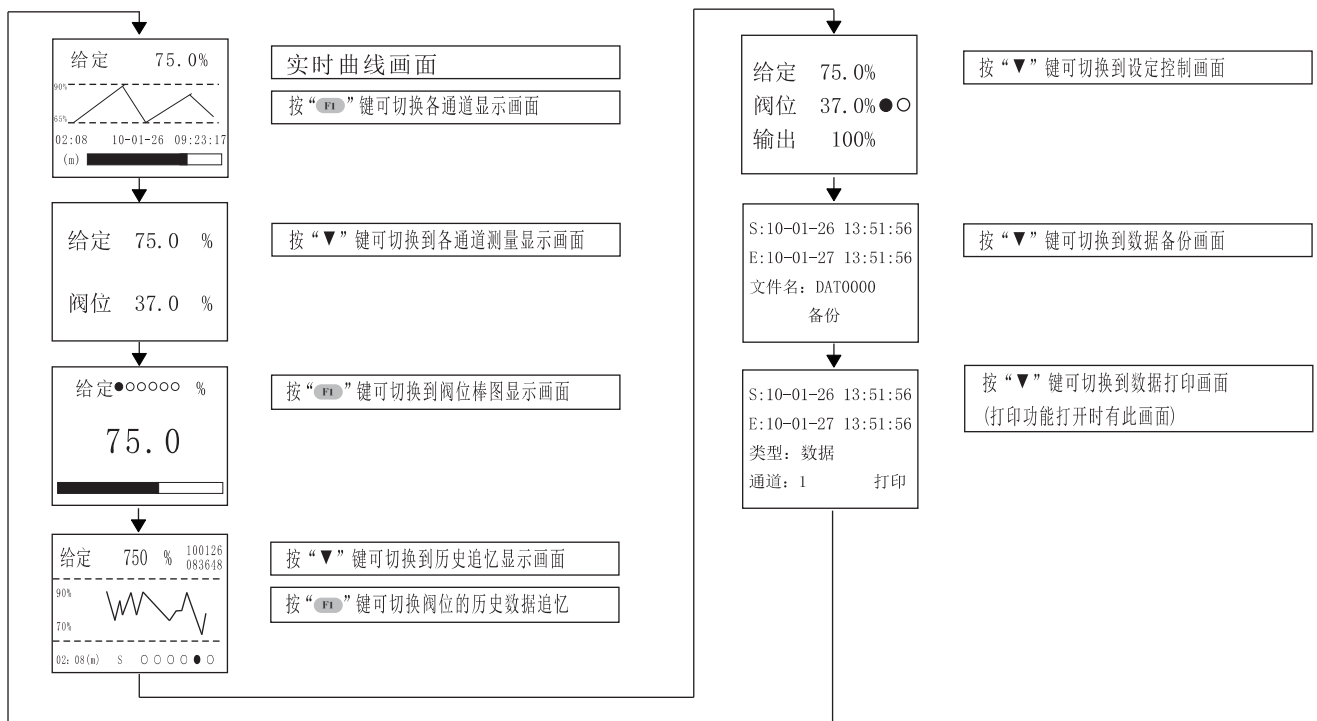 给定 75.0%
90%
65%
02:08 10-01-26 09:23:17
(m)
实时曲线画面
按“F1”键可切换各通道显示画面
给定 75.0 %
阀位 37.0 %
按“▼”键可切换到各通道测量显示画面
给定●○○○○○ %
75.0
按“F1”键可切换到阀位棒图显示画面
给定 750 % 100126
083648
90%
70%
02: 08(m) S ○○○○●○
按“▼”键可切换到历史追忆显示画面
按“F1”键可切换阀位的历史数据追忆
给定 75.0%
阀位 37.0%●○
输出 100%
按“▼”键可切换到设定控制画面
S:10-01-26 13:51:56
E:10-01-27 13:51:56
文件名: DAT0000
备份
按“▼”键可切换到数据备份画面
S:10-01-26 13:51:56
E:10-01-27 13:51:56
类型: 数据
通道: 1 打印
按“▼”键可切换到数据打印画面
(打印功能打开时有此画面)